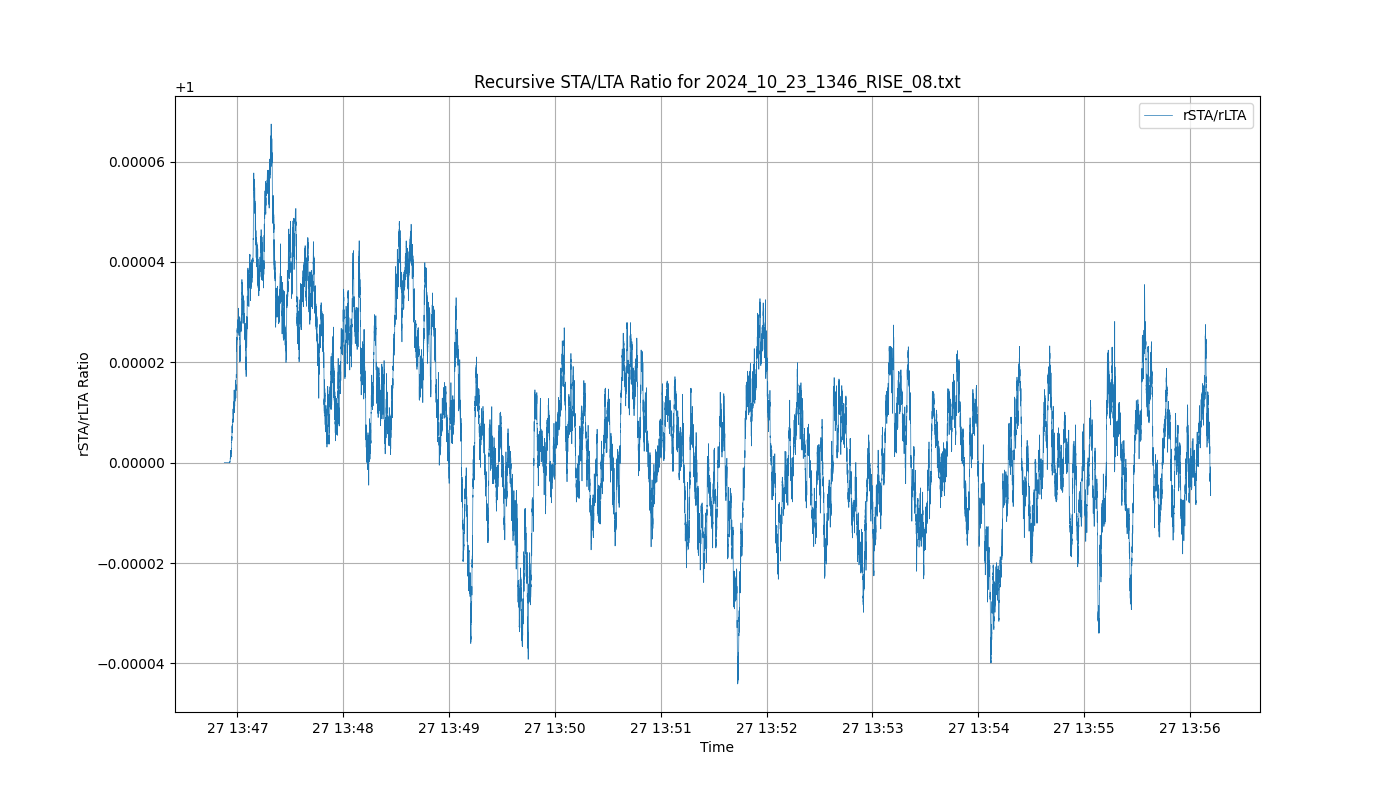 Recursive STA/LTA Ratio for 2024_10_23_1346_RISE_08.txt
+1
rSTA/rLTA
0.00006
0.00004
0.00002
0.00000
−0.00002
−0.00004
rSTA/rLTA Ratio
27 13:47 27 13:48 27 13:49 27 13:50 27 13:51 27 13:52 27 13:53 27 13:54 27 13:55 27 13:56
Time